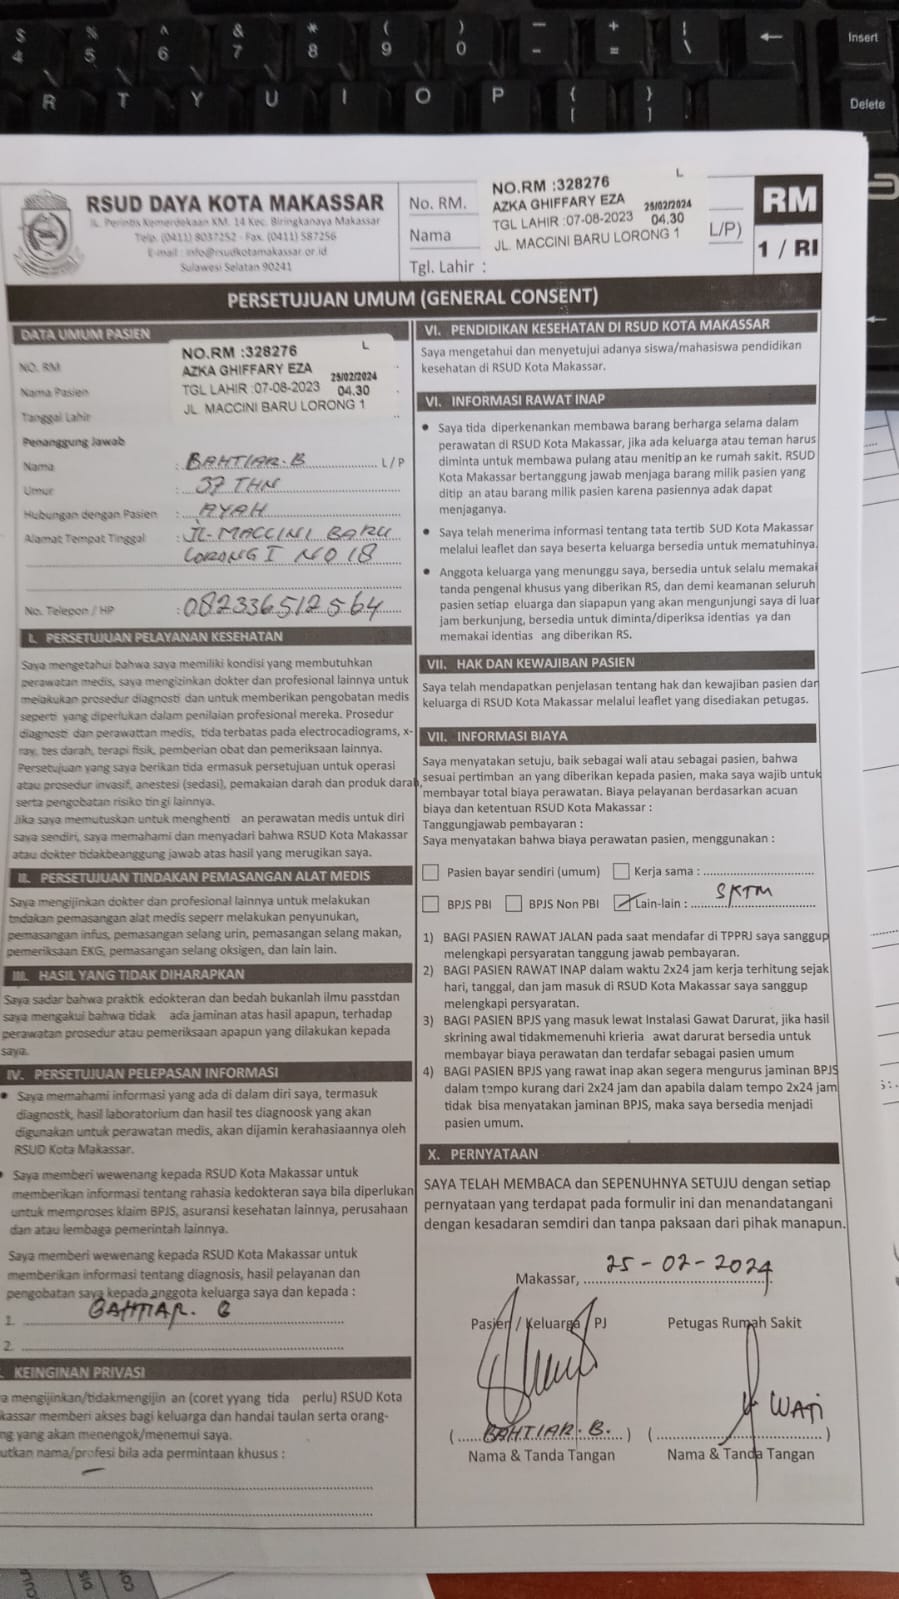 $ % ^ & * ( ) — + | ← Insert
4 5 6 7 8 9 0 - = \
R T Y U I O P { } Delete
[ ]
RSUD DAYA KOTA MAKASSAR
JL. Perintis Kemerdekaan KM. 14 Kec. Biringkanaya Makassar
Telp. (0411) 8037252 - Fax. (0411) 587256
E-mail : info@rsudkotamakassar.or.id
Sulawesi Selatan 90241
No. RM.
Nama
Tgl. Lahir :
L/P)
NO.RM :328276 L
AZKA GHIFFARY EZA 25/02/2024
TGL LAHIR :07-08-2023 04.30
JL. MACCINI BARU LORONG 1
RM
1 / RI
PERSETUJUAN UMUM (GENERAL CONSENT)
DATA UMUM PASIEN
NO. RM
Nama Pasien
Tanggal Lahir
NO.RM :328276 L
AZKA GHIFFARY EZA 25/02/2024
TGL LAHIR :07-08-2023 04.30
JL MACCINI BARU LORONG 1
Penanggung Jawab
Nama : BAHTIAR.B L / P
Umur : 37 THN
Hubungan dengan Pasien : AYAH
Alamat Tempat Tinggal : JL-MACCINI BARU
LORONG I NO 18
No. Telepon / HP : 082336512564
I. PERSETUJUAN PELAYANAN KESEHATAN
Saya mengetahui bahwa saya memiliki kondisi yang membutuhkan
perawatan medis, saya mengizinkan dokter dan profesional lainnya untuk
melakukan prosedur diagnosti dan untuk memberikan pengobatan medis
seperti yang diperlukan dalam penilaian profesional mereka. Prosedur
diagnosti dan perawattan medis, tida terbatas pada electrocadiograms, x-
ray, tes darah, terapi fisik, pemberian obat dan pemeriksaan lainnya.
Persetujuan yang saya berikan tida ermasuk persetujuan untuk operasi
atau prosedur invasif, anestesi (sedasi), pemakaian darah dan produk darah,
serta pengobatan risiko tin gi lainnya.
Jika saya memutuskan untuk menghenti an perawatan medis untuk diri
saya sendiri, saya memahami dan menyadari bahwa RSUD Kota Makassar
atau dokter tidakbeanggung jawab atas hasil yang merugikan saya.
II. PERSETUJUAN TINDAKAN PEMASANGAN ALAT MEDIS
Saya mengijinkan dokter dan profesional lainnya untuk melakukan
tndakan pemasangan alat medis seperr melakukan penyunukan,
pemasangan infus, pemasangan selang urin, pemasangan selang makan,
pemeriksaan EKG, pemasangan selang oksigen, dan lain lain.
III. HASIL YANG TIDAK DIHARAPKAN
Saya sadar bahwa praktik edokteran dan bedah bukanlah ilmu passtdan
saya mengakui bahwa tidak ada jaminan atas hasil apapun, terhadap
perawatan prosedur atau pemeriksaan apapun yang dilakukan kepada
saya.
IV. PERSETUJUAN PELEPASAN INFORMASI
• Saya memahami informasi yang ada di dalam diri saya, termasuk
diagnostk, hasil laboratorium dan hasil tes diagnoosk yang akan
digunakan untuk perawatan medis, akan dijamin kerahasiaannya oleh
RSUD Kota Makassar.
• Saya memberi wewenang kepada RSUD Kota Makassar untuk
memberikan informasi tentang rahasia kedokteran saya bila diperlukan
untuk memproses klaim BPJS, asuransi kesehatan lainnya, perusahaan
dan atau lembaga pemerintah lainnya.
Saya memberi wewenang kepada RSUD Kota Makassar untuk
memberikan informasi tentang diagnosis, hasil pelayanan dan
pengobatan saya kepada anggota keluarga saya dan kepada :
1. BAHTIAR. B
2.
KEINGINAN PRIVASI
a mengijinkan/tidakmengijin an (coret yyang tida perlu) RSUD Kota
kassar memberi akses bagi keluarga dan handai taulan serta orang-
ng yang akan menengok/menemui saya.
utkan nama/profesi bila ada permintaan khusus :
VI. PENDIDIKAN KESEHATAN DI RSUD KOTA MAKASSAR
Saya mengetahui dan menyetujui adanya siswa/mahasiswa pendidikan
kesehatan di RSUD Kota Makassar.
VI. INFORMASI RAWAT INAP
• Saya tida diperkenankan membawa barang berharga selama dalam
perawatan di RSUD Kota Makassar, jika ada keluarga atau teman harus
diminta untuk membawa pulang atau menitip an ke rumah sakit. RSUD
Kota Makassar bertanggung jawab menjaga barang milik pasien yang
ditip an atau barang milik pasien karena pasiennya adak dapat
menjaganya.
• Saya telah menerima informasi tentang tata tertib SUD Kota Makassar
melalui leaflet dan saya beserta keluarga bersedia untuk mematuhinya.
• Anggota keluarga yang menunggu saya, bersedia untuk selalu memakai
tanda pengenal khusus yang diberikan RS, dan demi keamanan seluruh
pasien setiap eluarga dan siapapun yang akan mengunjungi saya di luar
jam berkunjung, bersedia untuk diminta/diperiksa identias ya dan
memakai identias ang diberikan RS.
VII. HAK DAN KEWAJIBAN PASIEN
Saya telah mendapatkan penjelasan tentang hak dan kewajiban pasien dan
keluarga di RSUD Kota Makassar melalui leaflet yang disediakan petugas.
VII. INFORMASI BIAYA
Saya menyatakan setuju, baik sebagai wali atau sebagai pasien, bahwa
sesuai pertimban an yang diberikan kepada pasien, maka saya wajib untuk
membayar total biaya perawatan. Biaya pelayanan berdasarkan acuan
biaya dan ketentuan RSUD Kota Makassar :
Tanggungjawab pembayaran :
Saya menyatakan bahwa biaya perawatan pasien, menggunakan :
Pasien bayar sendiri (umum) Kerja sama :
BPJS PBI BPJS Non PBI Lain-lain : SKTM
1) BAGI PASIEN RAWAT JALAN pada saat mendafar di TPPRJ saya sanggup
melengkapi persyaratan tanggung jawab pembayaran.
2) BAGI PASIEN RAWAT INAP dalam waktu 2x24 jam kerja terhitung sejak
hari, tanggal, dan jam masuk di RSUD Kota Makassar saya sanggup
melengkapi persyaratan.
3) BAGI PASIEN BPJS yang masuk lewat Instalasi Gawat Darurat, jika hasil
skrining awal tidakmemenuhi krieria awat darurat bersedia untuk
membayar biaya perawatan dan terdafar sebagai pasien umum
4) BAGI PASIEN BPJS yang rawat inap akan segera mengurus jaminan BPJS
dalam tempo kurang dari 2x24 jam dan apabila dalam tempo 2x24 jam
tidak bisa menyatakan jaminan BPJS, maka saya bersedia menjadi
pasien umum.
X. PERNYATAAN
SAYA TELAH MEMBACA dan SEPENUHNYA SETUJU dengan setiap
pernyataan yang terdapat pada formulir ini dan menandatangani
dengan kesadaran semdiri dan tanpa paksaan dari pihak manapun.
Makassar, 25-02-2024
Pasien / Keluarga / PJ Petugas Rumah Sakit
WATI
( BAHTIAR. B. ) ( )
Nama & Tanda Tangan Nama & Tanda Tangan